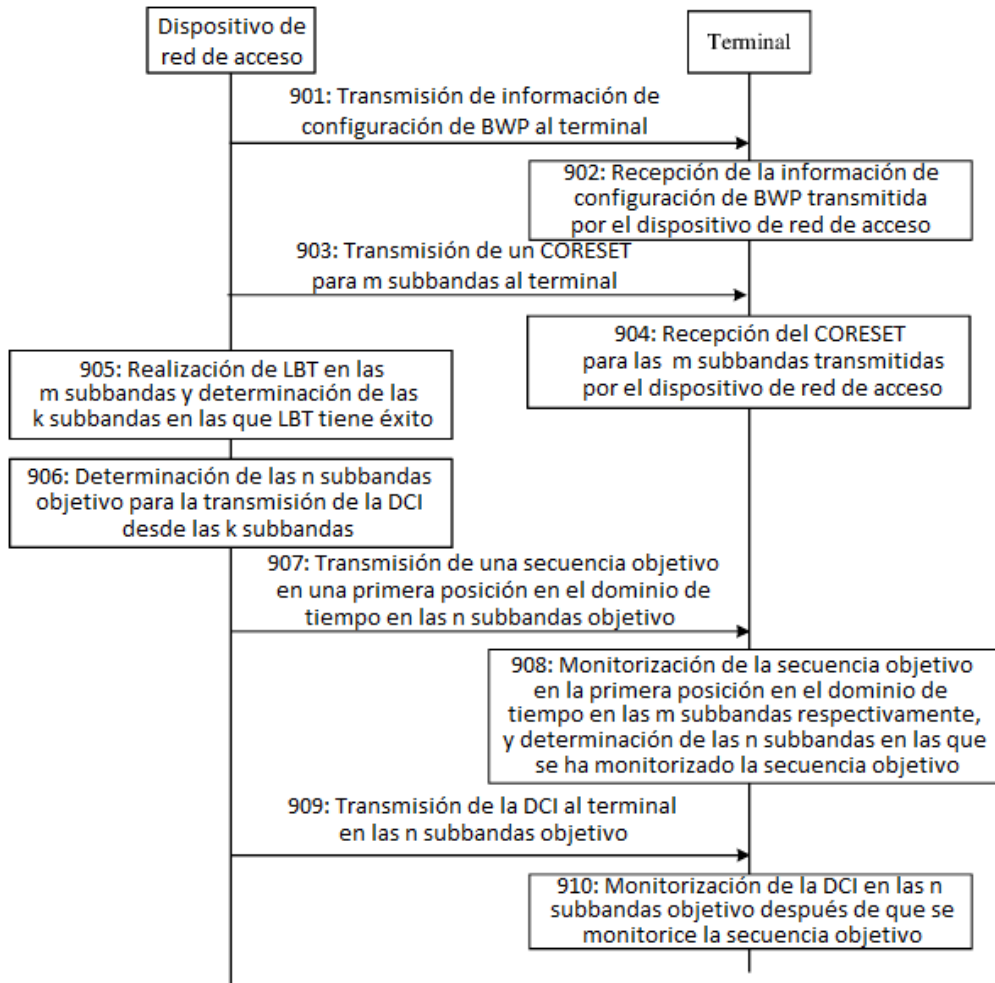 Dispositivo de
red de acceso
Terminal
901: Transmisión de información de
configuración de BWP al terminal
902: Recepción de la información de
configuración de BWP transmitida
por el dispositivo de red de acceso
903: Transmisión de un CORESET
para m subbandas al terminal
904: Recepción del CORESET
para las m subbandas transmitidas
por el dispositivo de red de acceso
905: Realización de LBT en las
m subbandas y determinación de las
k subbandas en las que LBT tiene éxito
906: Determinación de las n subbandas
objetivo para la transmisión de la DCI
desde las k subbandas
907: Transmisión de una secuencia objetivo
en una primera posición en el dominio de
tiempo en las n subbandas objetivo
908: Monitorización de la secuencia objetivo
en la primera posición en el dominio de
tiempo en las m subbandas respectivamente,
y determinación de las n subbandas en las que
se ha monitorizado la secuencia objetivo
909: Transmisión de la DCI al terminal
en las n subbandas objetivo
910: Monitorización de la DCI en las n
subbandas objetivo después de que se
monitorice la secuencia objetivo